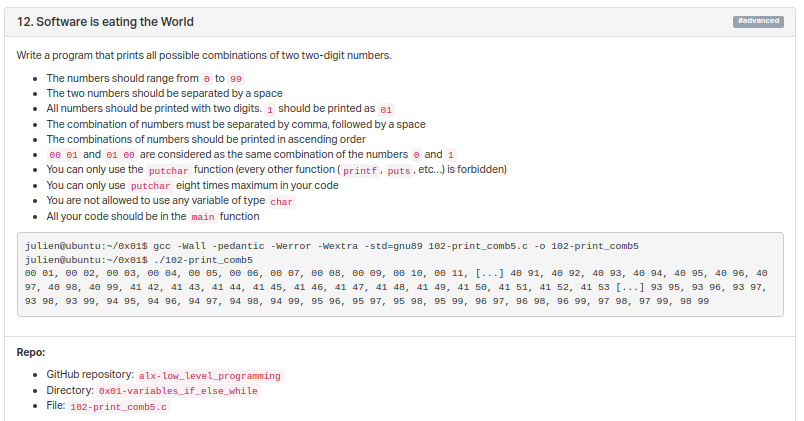 12. Software is eating the World
#advanced
Write a program that prints all possible combinations of two two-digit numbers.
The numbers should range from 0 to 99
The two numbers should be separated by a space
All numbers should be printed with two digits. 1 should be printed as 01
The combination of numbers must be separated by comma, followed by a space
The combinations of numbers should be printed in ascending order
00 01 and 01 00 are considered as the same combination of the numbers 0 and 1
You can only use the putchar function (every other function (printf, puts, etc...) is forbidden)
You can only use putchar eight times maximum in your code
You are not allowed to use any variable of type char
All your code should be in the main function
julien@ubuntu:~/0x01$ gcc -Wall -pedantic -Werror -Wextra -std=gnu89 102-print_comb5.c -o 102-print_comb5
julien@ubuntu:~/0x01$ ./102-print_comb5
00 01, 00 02, 00 03, 00 04, 00 05, 00 06, 00 07, 00 08, 00 09, 00 10, 00 11, [...] 40 91, 40 92, 40 93, 40 94, 40 95, 40 96, 40
97, 40 98, 40 99, 41 42, 41 43, 41 44, 41 45, 41 46, 41 47, 41 48, 41 49, 41 50, 41 51, 41 52, 41 53 [...] 93 95, 93 96, 93 97,
93 98, 93 99, 94 95, 94 96, 94 97, 94 98, 94 99, 95 96, 95 97, 95 98, 95 99, 96 97, 96 98, 96 99, 97 98, 97 99, 98 99
Repo:
GitHub repository: alx-low_level_programming
Directory: 0x01-variables_if_else_while
File: 102-print_comb5.c